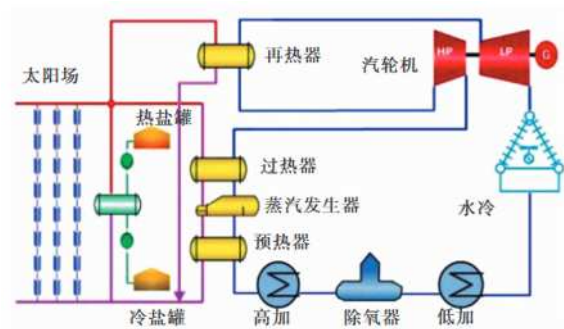 再热器
汽轮机
HP
LP
G
太阳场
热盐罐
过热器
蒸汽发生器
水冷
预热器
冷盐罐
高加
除氧器
低加